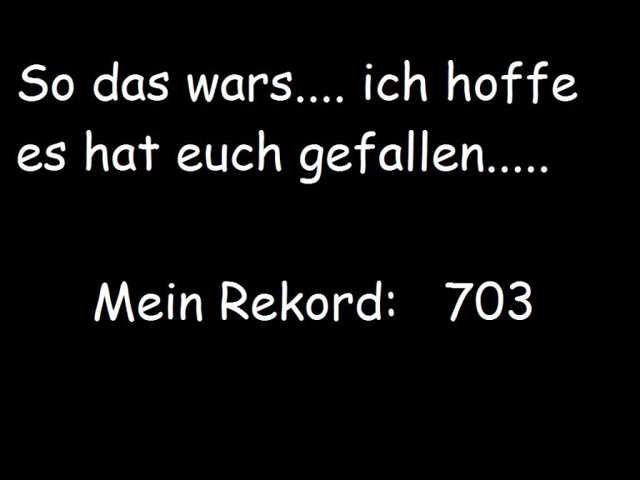 So das wars.... ich hoffe
es hat euch gefallen.....
Mein Rekord: 703